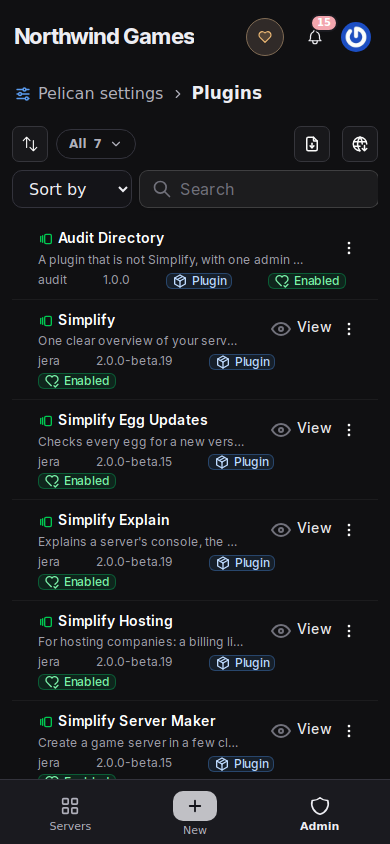 Northwind Games
15
Pelican settings > Plugins
All 7
Sort by
Search
Audit Directory
A plugin that is not Simplify, with one admin ...
audit 1.0.0 Plugin Enabled
Simplify
View
One clear overview of your serv...
jera 2.0.0-beta.19 Plugin
Enabled
Simplify Egg Updates
View
Checks every egg for a new vers...
jera 2.0.0-beta.15 Plugin
Enabled
Simplify Explain
View
Explains a server's console, the ...
jera 2.0.0-beta.19 Plugin
Enabled
Simplify Hosting
View
For hosting companies: a billing li...
jera 2.0.0-beta.19 Plugin
Enabled
Simplify Server Maker
View
Create a game server in a few cl...
jera 2.0.0-beta.15 Plugin
Enabled
Servers New Admin